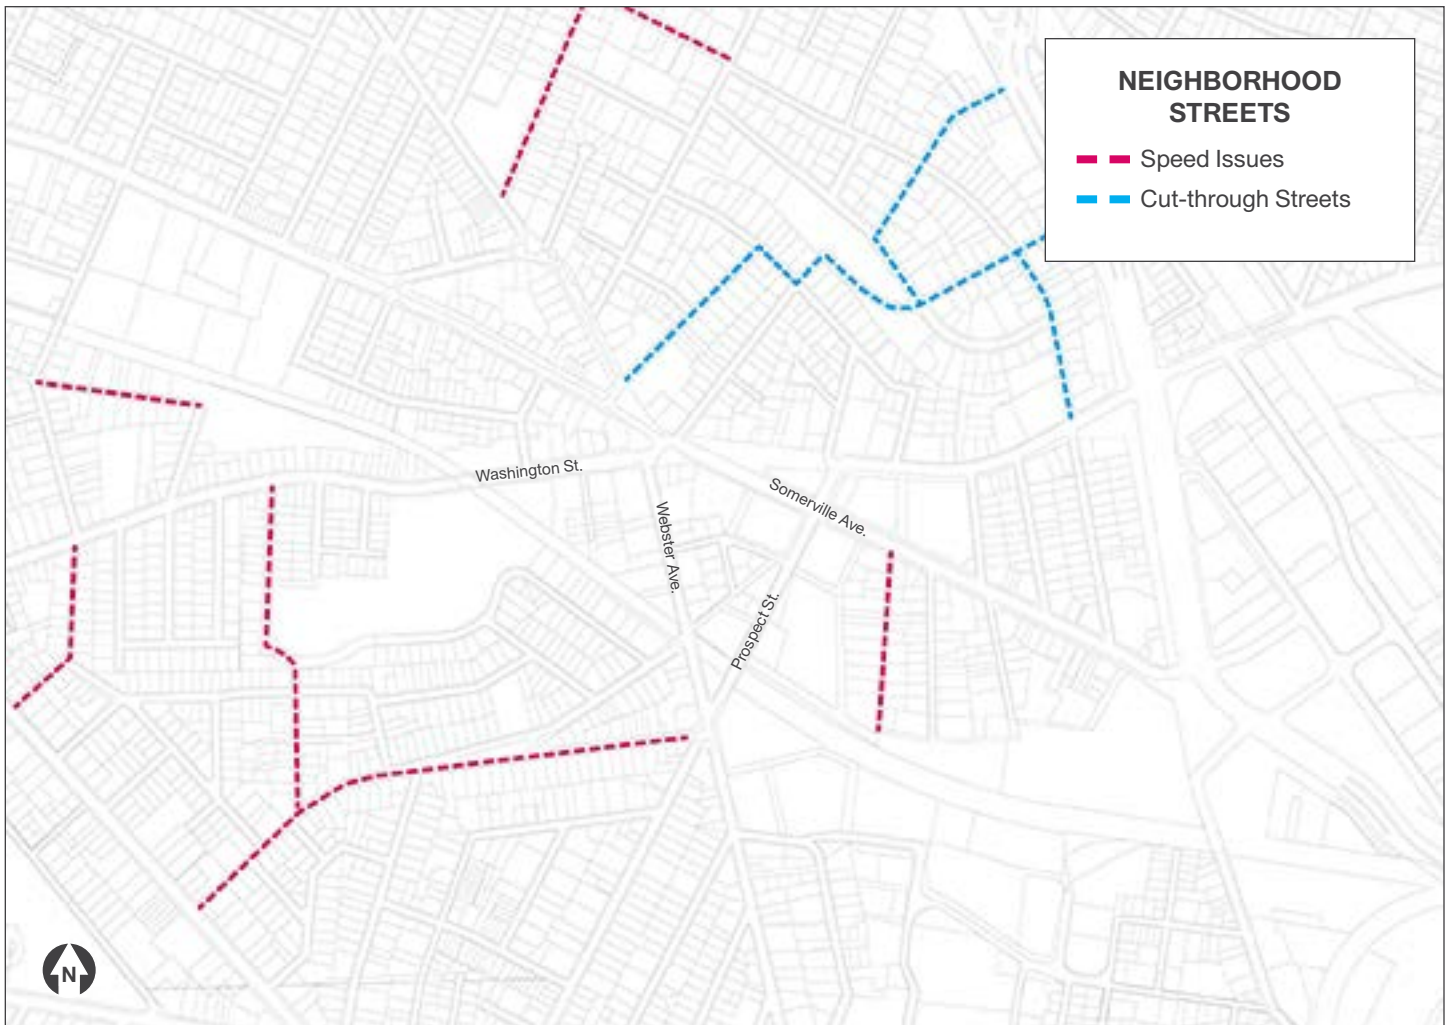 NEIGHBORHOOD
STREETS
Speed Issues
Cut-through Streets
Washington St.
Somerville Ave.
Webster Ave.
Prospect St.
N